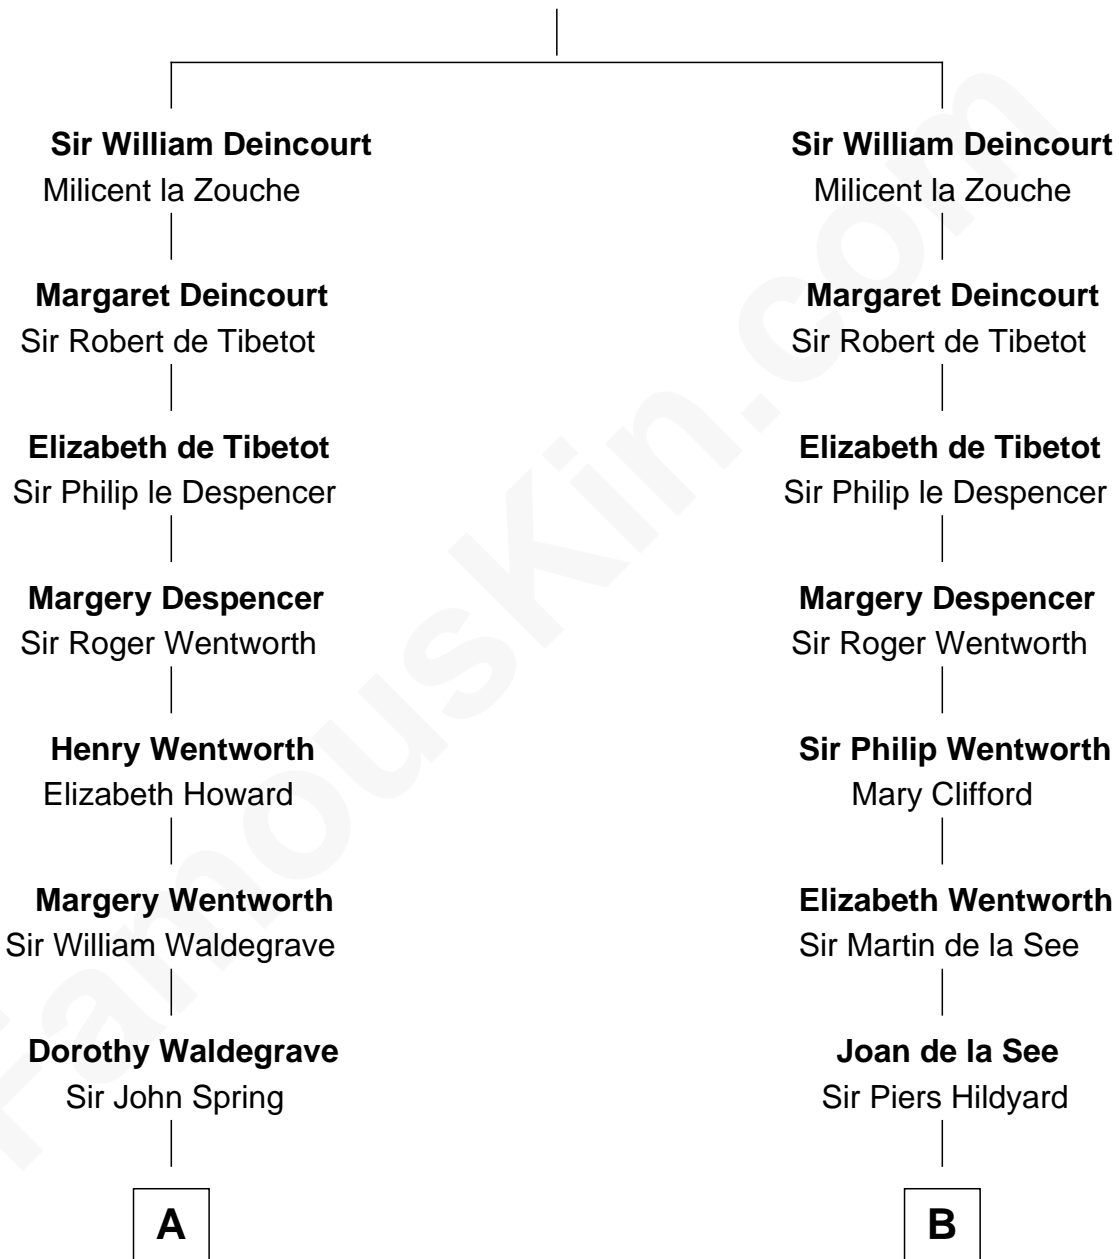 Sir William Deincourt
Milicent la Zouche
Margaret Deincourt
Sir Robert de Tibetot
Elizabeth de Tibetot
Sir Philip le Despencer
Margery Despencer
Sir Roger Wentworth
Henry Wentworth
Elizabeth Howard
Margery Wentworth
Sir William Waldegrave
Dorothy Waldegrave
Sir John Spring
A
Sir William Deincourt
Milicent la Zouche
Margaret Deincourt
Sir Robert de Tibetot
Elizabeth de Tibetot
Sir Philip le Despencer
Margery Despencer
Sir Roger Wentworth
Sir Philip Wentworth
Mary Clifford
Elizabeth Wentworth
Sir Martin de la See
Joan de la See
Sir Piers Hildyard
B
FamousKin.com